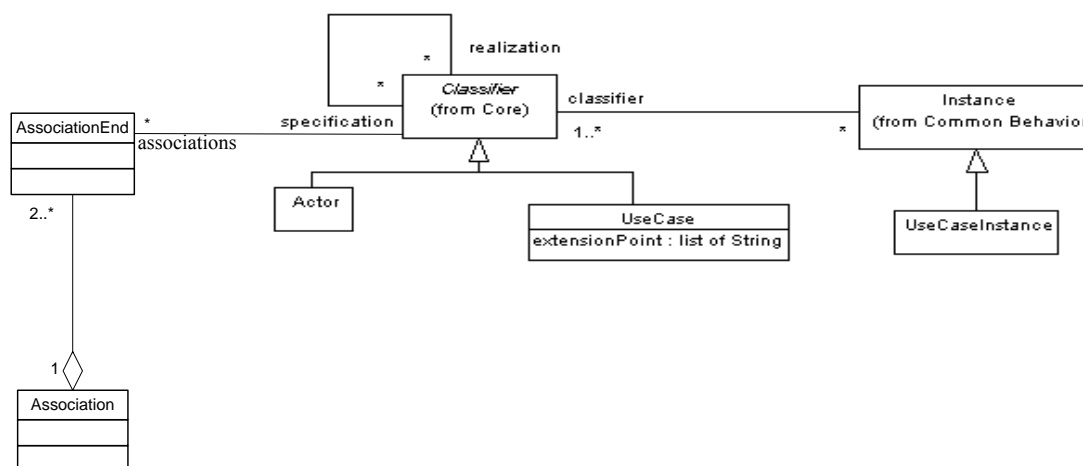 realization
*
*
Classifier
(from Core)
classifier
1..*
*
Instance
(from Common Behavior
AssociationEnd
*
associations
specification
2..*
Actor
UseCase
extensionPoint : list of String
UseCaseInstance
1
Association